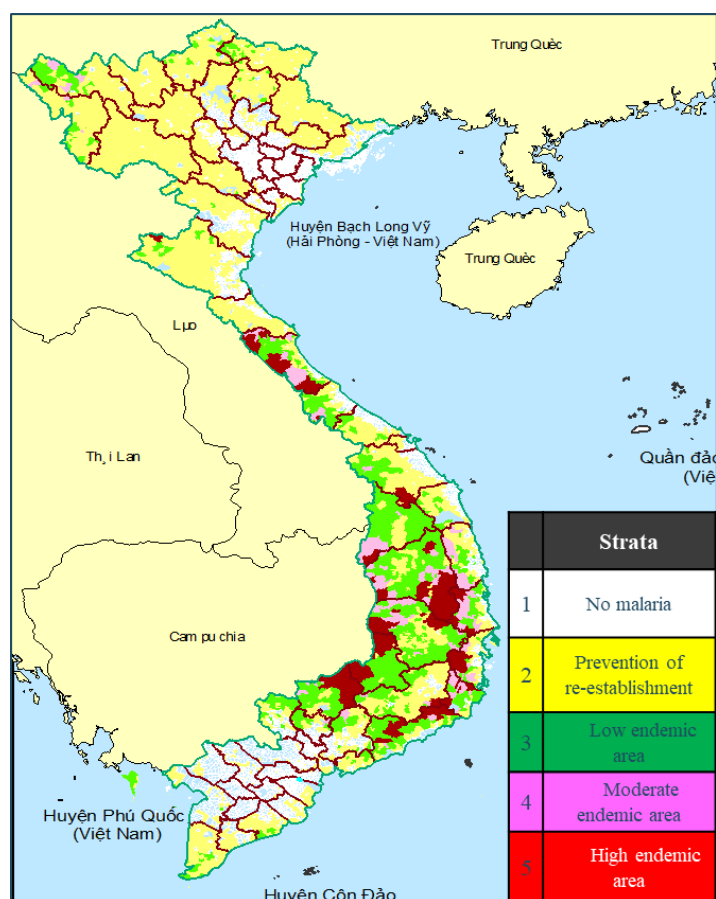 Trung Quèc
Huyện Bạch Long Vỹ
(Hải Phòng - Việt Nam)
Trung Quèc
Lµo
Th¸i Lan
Quần đảo
(Việ
Cam pu chia
Huyện Phú Quốc
(Việt Nam)
Huyện Côn Đảo
Strata
1 No malaria
2 Prevention of
re-establishment
3 Low endemic
area
4 Moderate
endemic area
5 High endemic
area